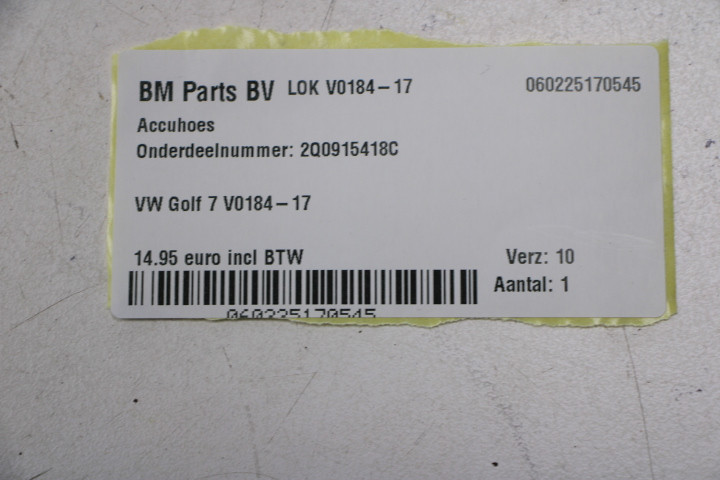 BM Parts BV LOK V0184-17 060225170545
Accuhoes
Onderdeelnummer: 2Q0915418C
VW Golf 7 V0184-17
14.95 euro incl BTW Verz: 10
Aantal: 1
060225170545